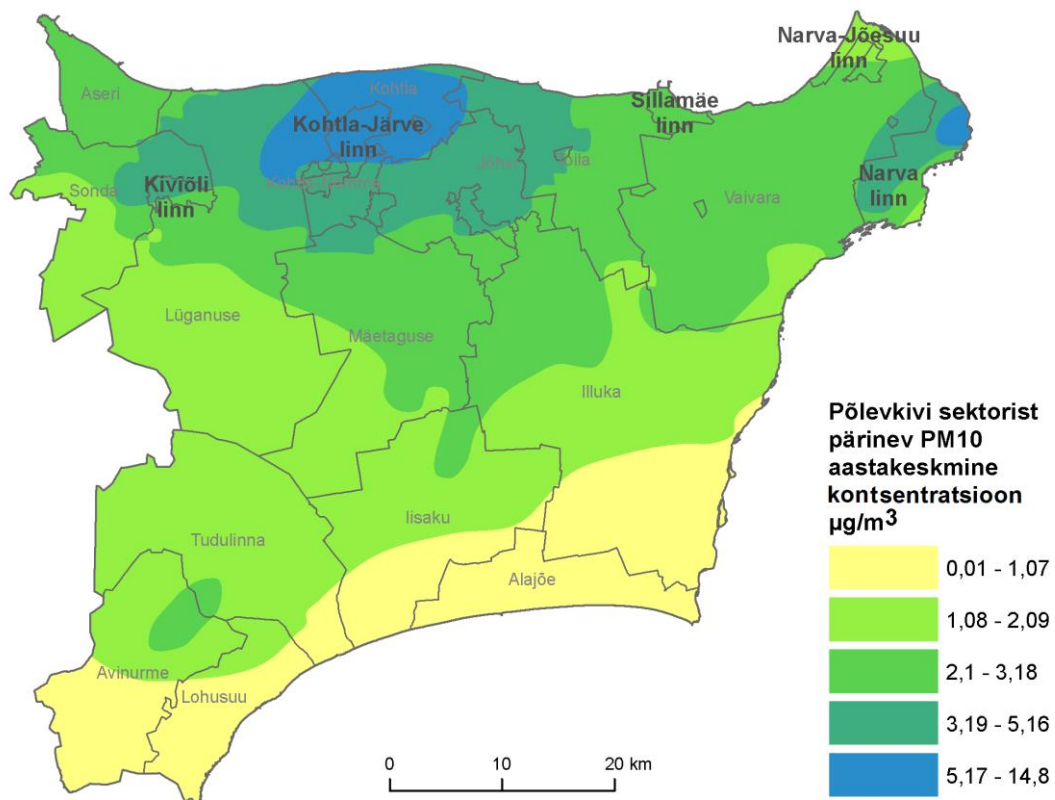 Narva-Jõesuu
linn
Aseri
Kohtla
Sillamäe
linn
Kohtla-Järve
linn
Jõhvi
Toila
Kohtla-Nõmme
Kiviõli
linn
Sonda
Narva
linn
Vaivara
Lüganuse
Mäetaguse
Illuka
Iisaku
Tudulinna
Alajõe
Avinurme
Lohusuu
Põlevkivi sektorist
pärinev PM10
aastakeskmine
kontsentratsioon
µg/m³
0,01 - 1,07
1,08 - 2,09
2,1 - 3,18
3,19 - 5,16
5,17 - 14,8
0 10 20 km